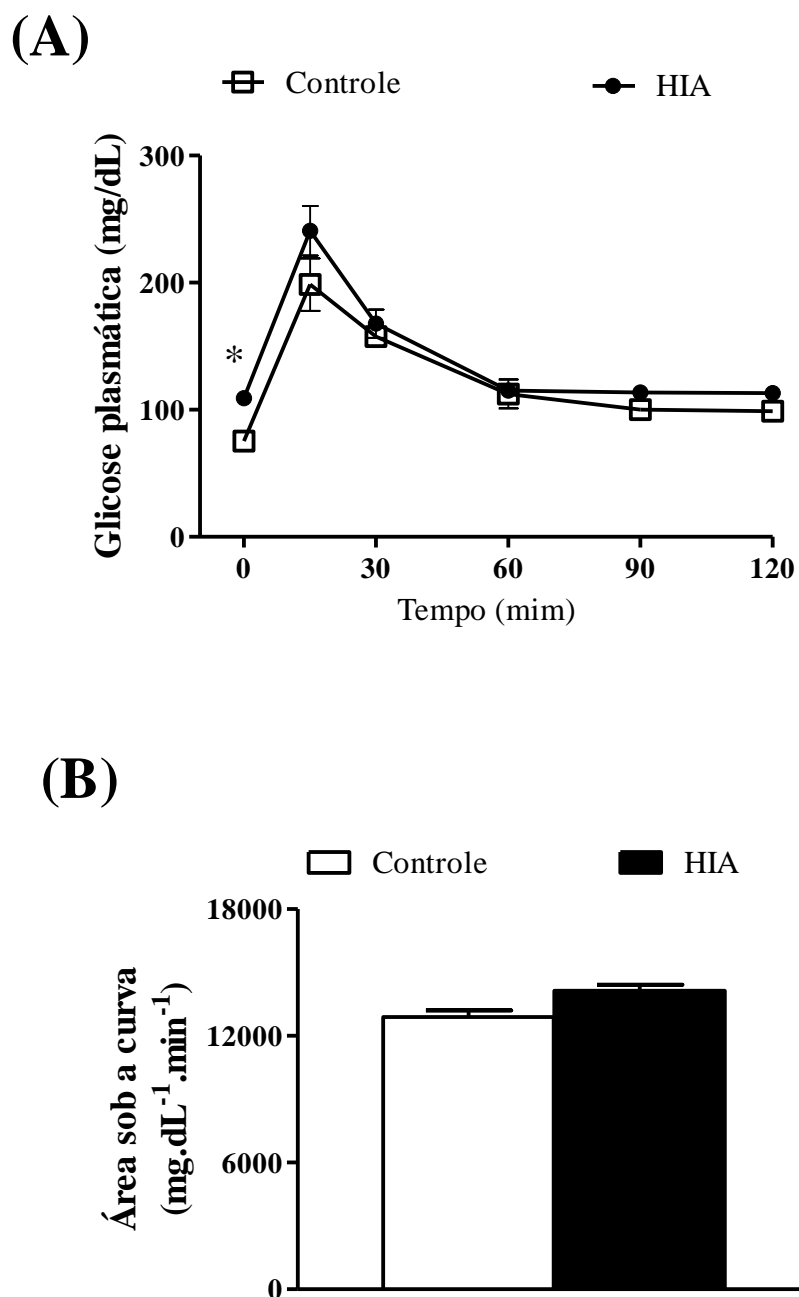 (A)
Controle HIA
Glicose plasmática (mg/dL)
300
200
100
0
*
0 30 60 90 120
Tempo (mim)
(B)
Controle HIA
Área sob a curva
(mg.dL⁻¹.min⁻¹)
18000
12000
6000
0